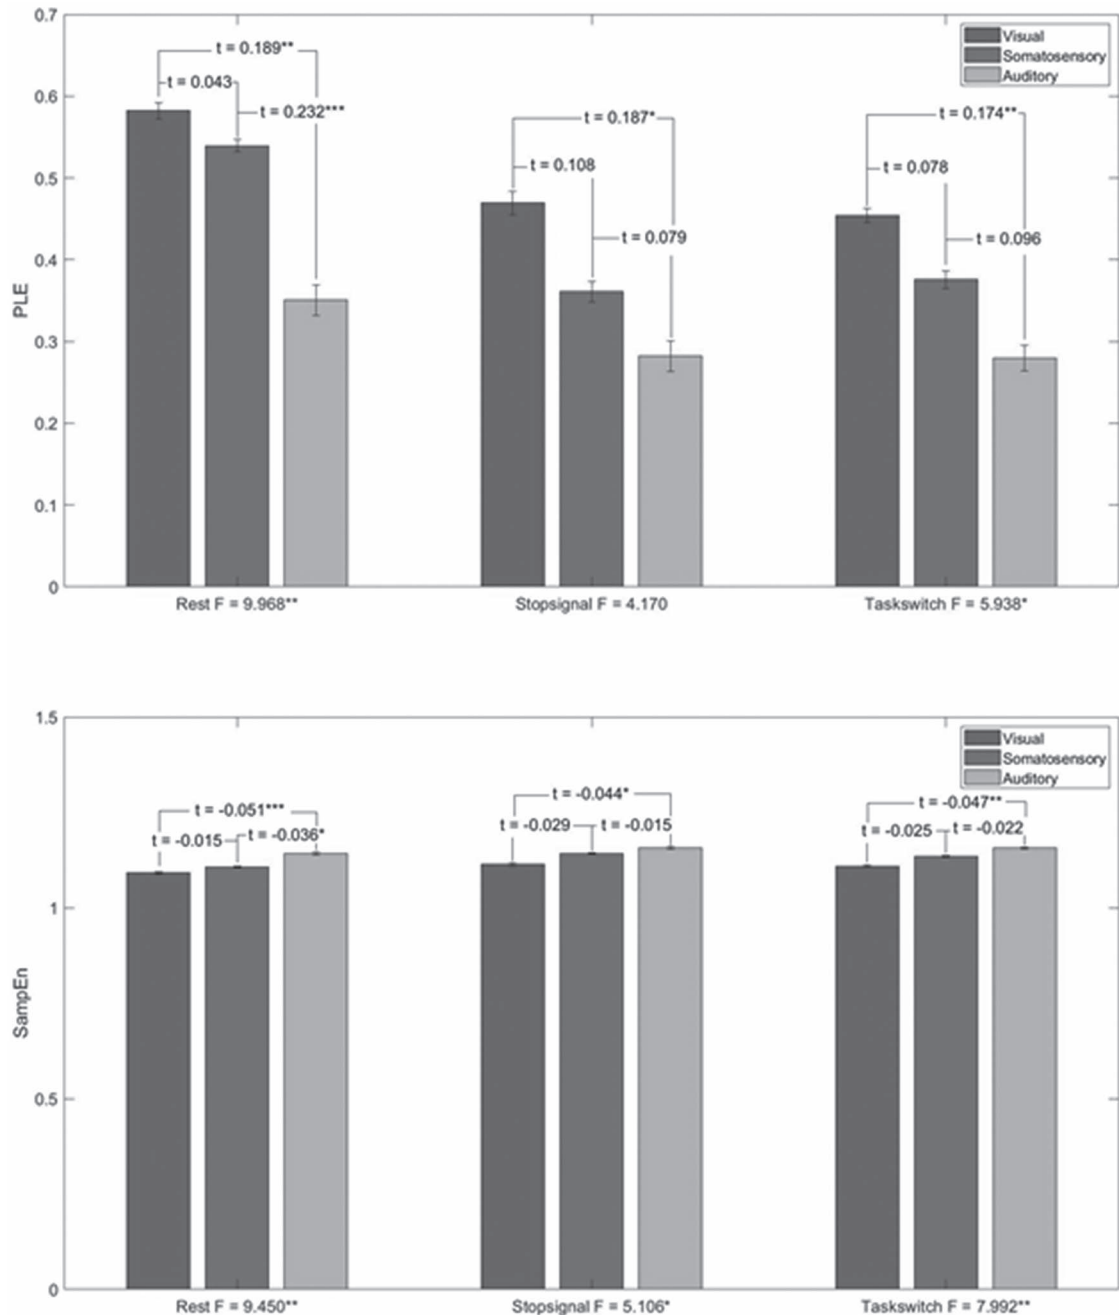 0.7
Visual
Somatosensory
Auditory
t = 0.189**
t = 0.043
t = 0.232***
t = 0.187*
t = 0.108
t = 0.079
t = 0.174**
t = 0.078
t = 0.096
0.6
0.5
0.4
0.3
0.2
0.1
0
PLE
Rest F = 9.968**
Stopsignal F = 4.170
Taskswitch F = 5.938*
1.5
Visual
Somatosensory
Auditory
t = -0.051***
t = -0.015
t = -0.036*
t = -0.044*
t = -0.029
t = -0.015
t = -0.047**
t = -0.025
t = -0.022
1
0.5
0
SampEn
Rest F = 9.450**
Stopsignal F = 5.106*
Taskswitch F = 7.992**